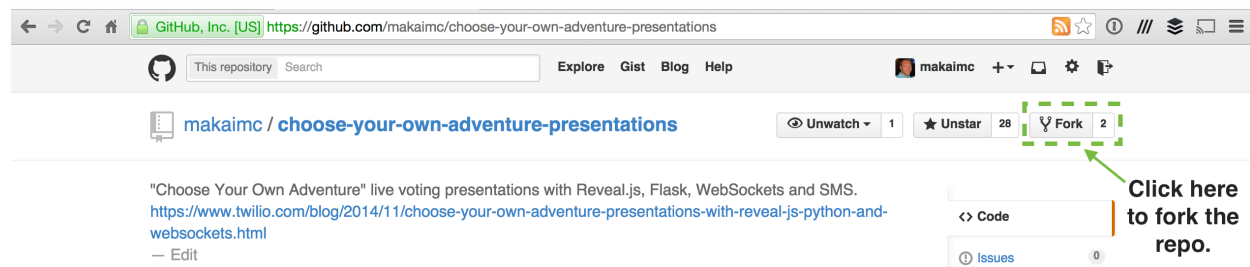 GitHub, Inc. [US] https://github.com/makaimc/choose-your-own-adventure-presentations
This repository Search Explore Gist Blog Help makaimc
makaimc / choose-your-own-adventure-presentations Unwatch 1 Unstar 28 Fork 2
"Choose Your Own Adventure" live voting presentations with Reveal.js, Flask, WebSockets and SMS.
https://www.twilio.com/blog/2014/11/choose-your-own-adventure-presentations-with-reveal-js-python-and-
websockets.html
— Edit
Code
Issues 0
Click here
to fork the
repo.